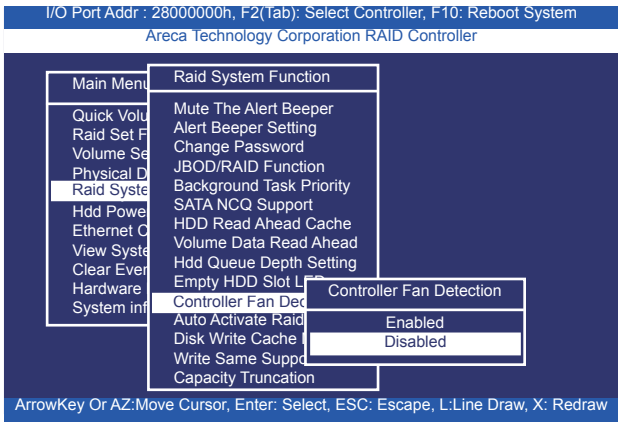 I/O Port Addr : 28000000h, F2(Tab): Select Controller, F10: Reboot System
Areca Technology Corporation RAID Controller
Main Menu
Quick Volu
Raid Set F
Volume Se
Physical D
Raid Syste
Hdd Powe
Ethernet C
View Syste
Clear Ever
Hardware
System inf
Raid System Function
Mute The Alert Beeper
Alert Beeper Setting
Change Password
JBOD/RAID Function
Background Task Priority
SATA NCQ Support
HDD Read Ahead Cache
Volume Data Read Ahead
Hdd Queue Depth Setting
Empty HDD Slot LED
Controller Fan Dec
Auto Activate Raid
Disk Write Cache
Write Same Suppo
Capacity Truncation
Controller Fan Detection
Enabled
Disabled
ArrowKey Or AZ:Move Cursor, Enter: Select, ESC: Escape, L:Line Draw, X: Redraw